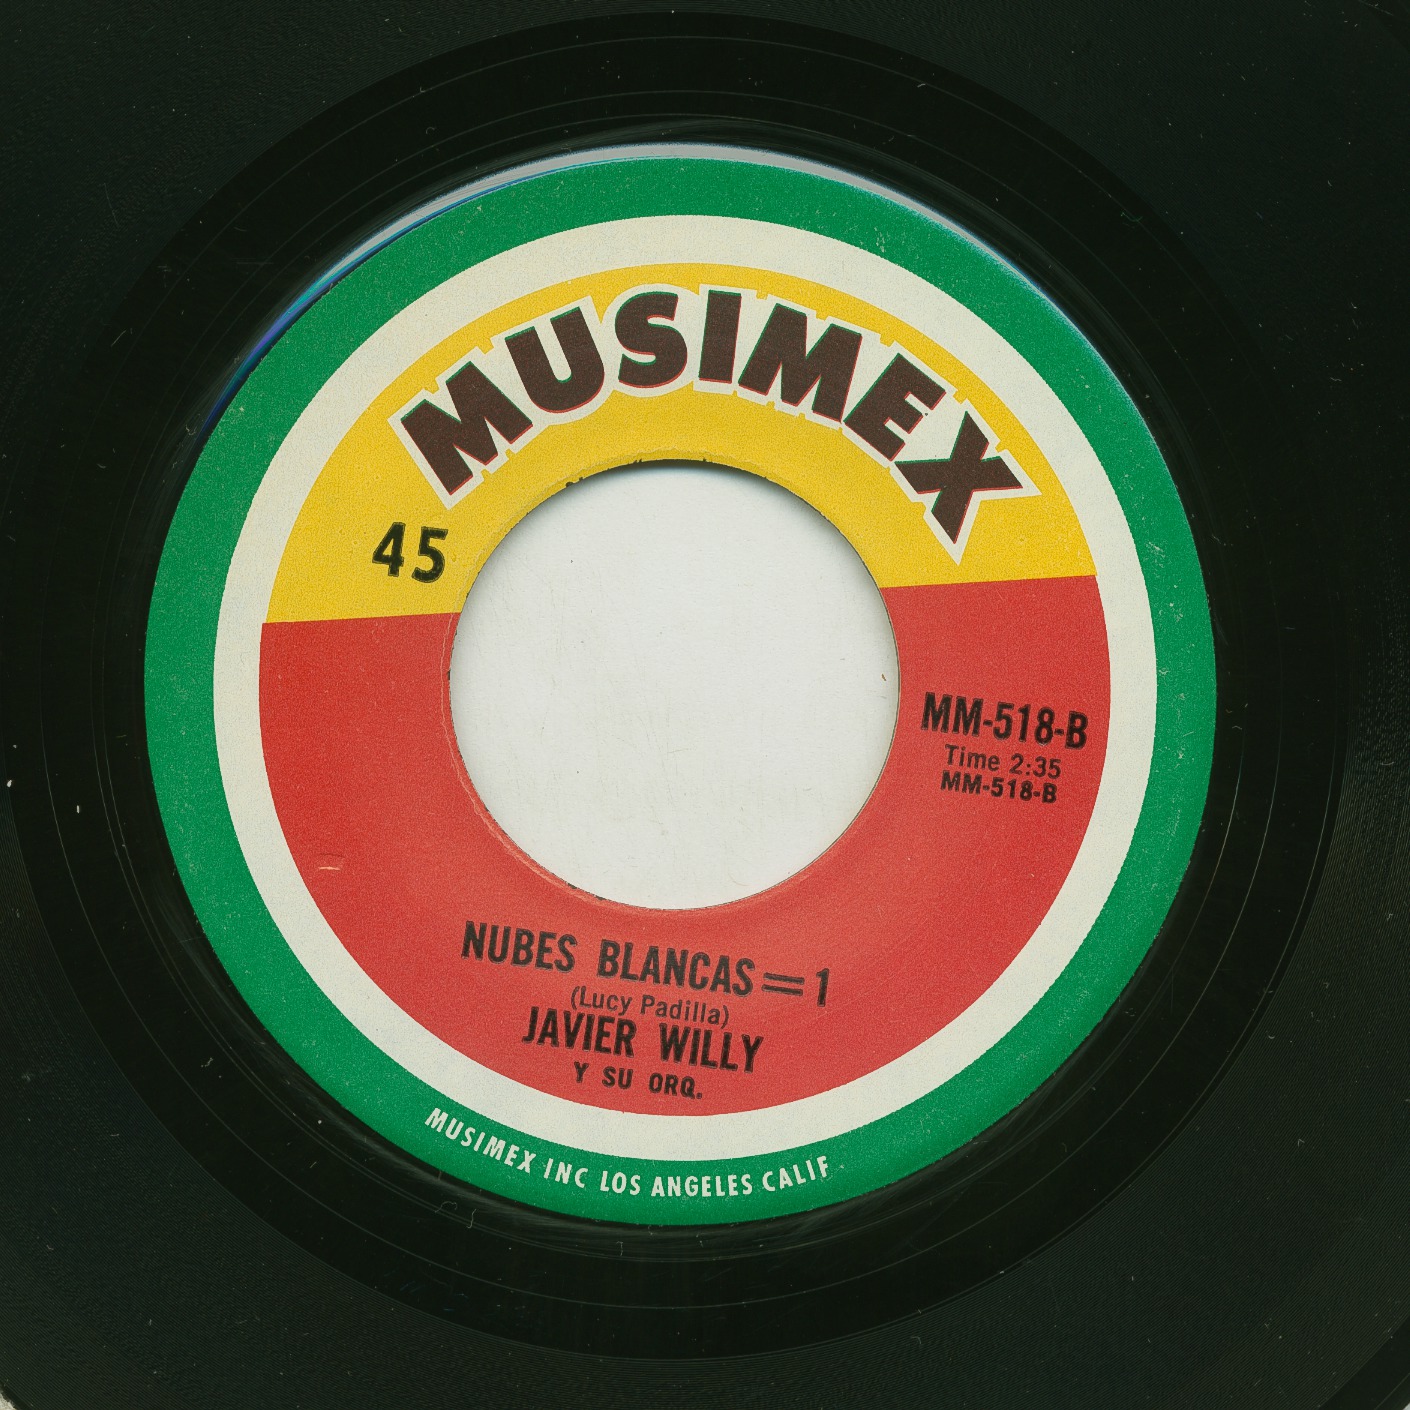 MUSIMEX
45
MM-518-B
Time 2:35
MM-518-B
NUBES BLANCAS=1
(Lucy Padilla)
JAVIER WILLY
Y SU ORQ.
MUSIMEX INC LOS ANGELES CALIF